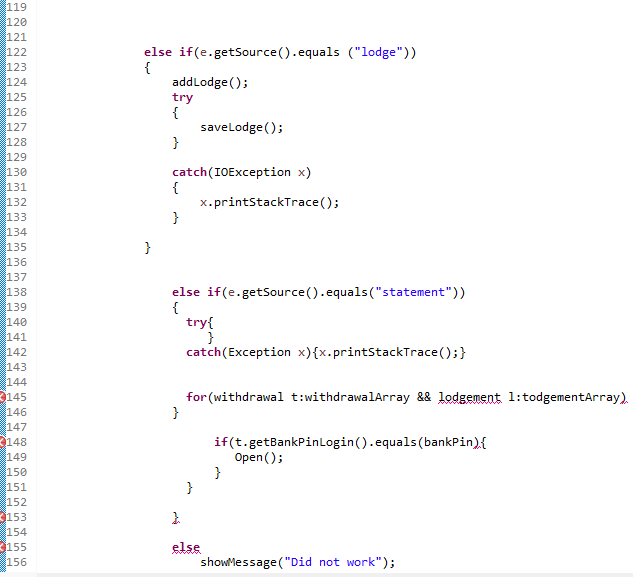 119
120
121
122 else if(e.getSource().equals ("lodge"))
123 {
124 addLodge();
125 try
126 {
127 saveLodge();
128 }
129
130 catch(IOException x)
131 {
132 x.printStackTrace();
133 }
134
135 }
136
137
138 else if(e.getSource().equals("statement"))
139 {
140 try{
141 }
142 catch(Exception x){x.printStackTrace();}
143
144
145 for(withdrawal t:withdrawalArray && lodgement l:todgementArray)
146 }
147
148 if(t.getBankPinLogin().equals(bankPin){
149 Open();
150 }
151 }
152
153 }
154
155 else
156 showMessage("Did not work");